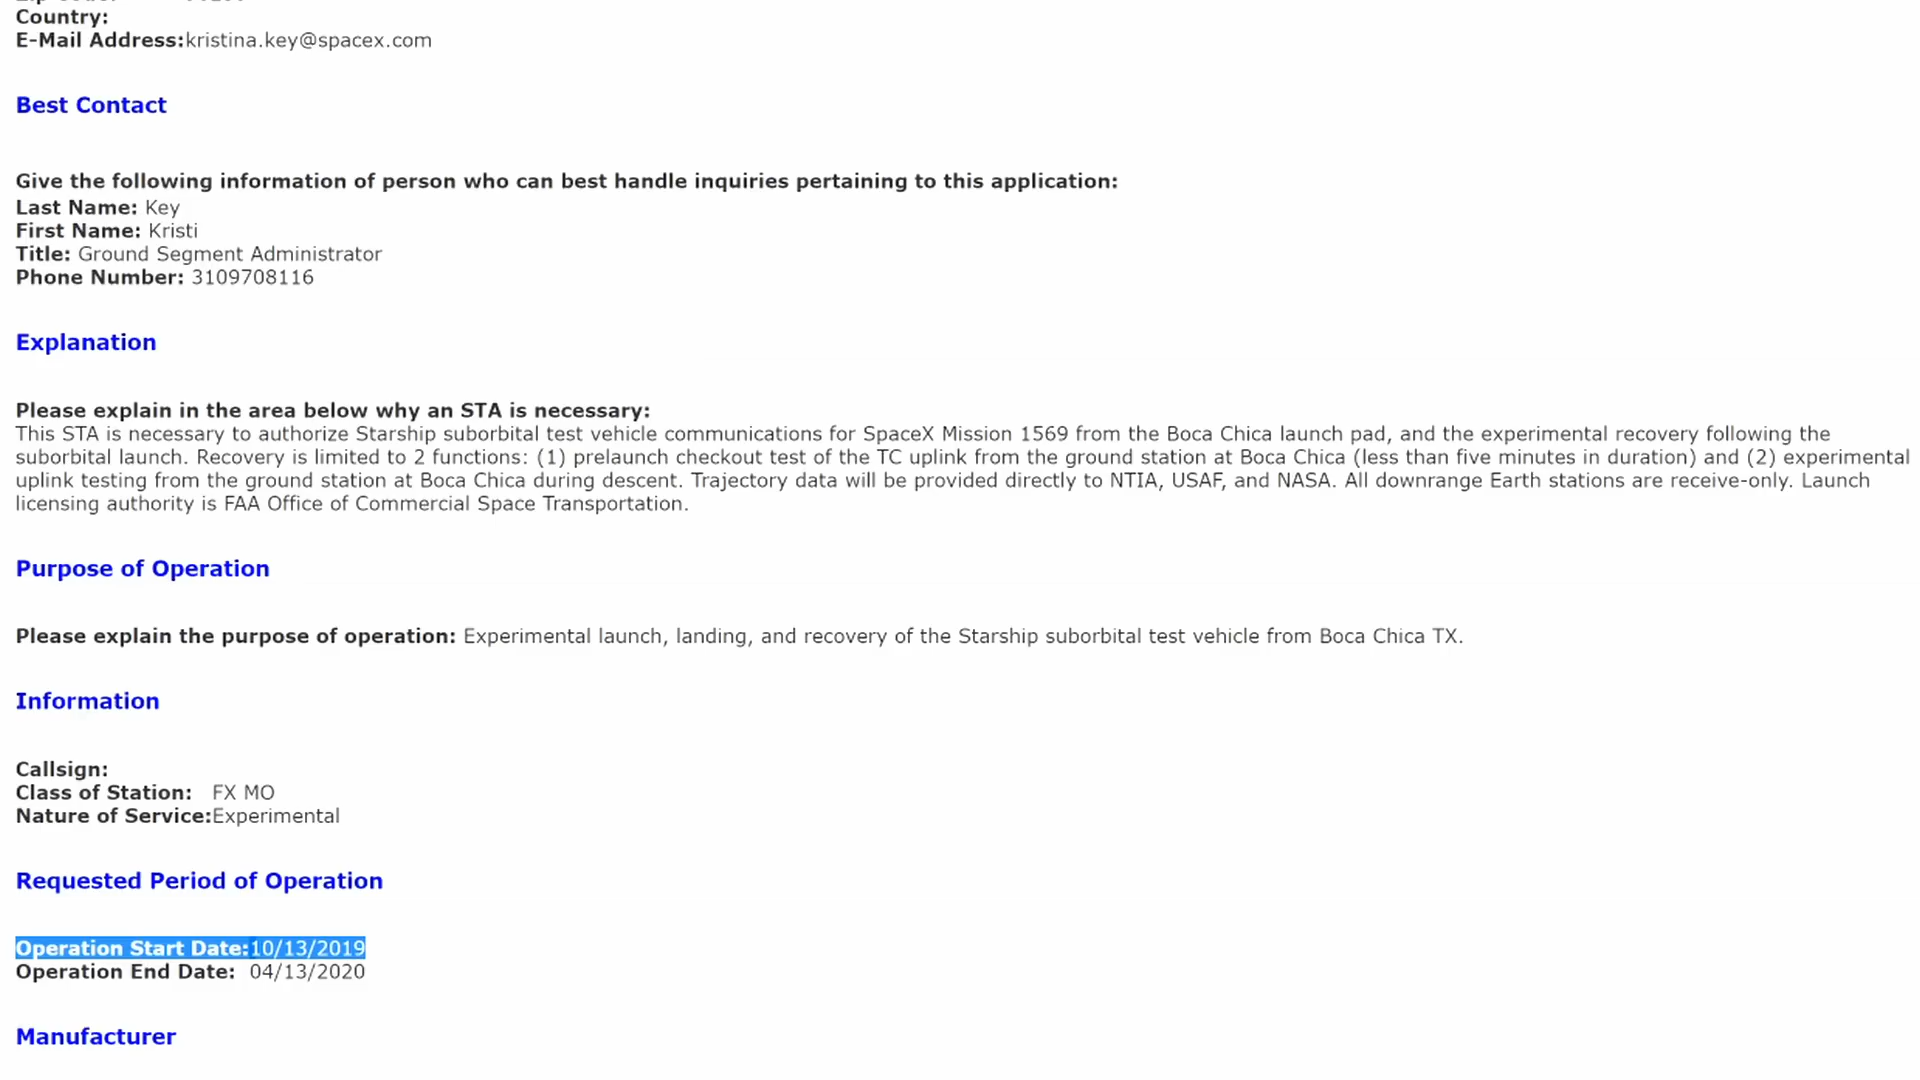 Country:
E-Mail Address:kristina.key@spacex.com
Best Contact
Give the following information of person who can best handle inquiries pertaining to this application:
Last Name: Key
First Name: Kristi
Title: Ground Segment Administrator
Phone Number: 3109708116
Explanation
Please explain in the area below why an STA is necessary:
This STA is necessary to authorize Starship suborbital test vehicle communications for SpaceX Mission 1569 from the Boca Chica launch pad, and the experimental recovery following the
suborbital launch. Recovery is limited to 2 functions: (1) prelaunch checkout test of the TC uplink from the ground station at Boca Chica (less than five minutes in duration) and (2) experimental
uplink testing from the ground station at Boca Chica during descent. Trajectory data will be provided directly to NTIA, USAF, and NASA. All downrange Earth stations are receive-only. Launch
licensing authority is FAA Office of Commercial Space Transportation.
Purpose of Operation
Please explain the purpose of operation: Experimental launch, landing, and recovery of the Starship suborbital test vehicle from Boca Chica TX.
Information
Callsign:
Class of Station: FX MO
Nature of Service:Experimental
Requested Period of Operation
Operation Start Date:10/13/2019
Operation End Date: 04/13/2020
Manufacturer